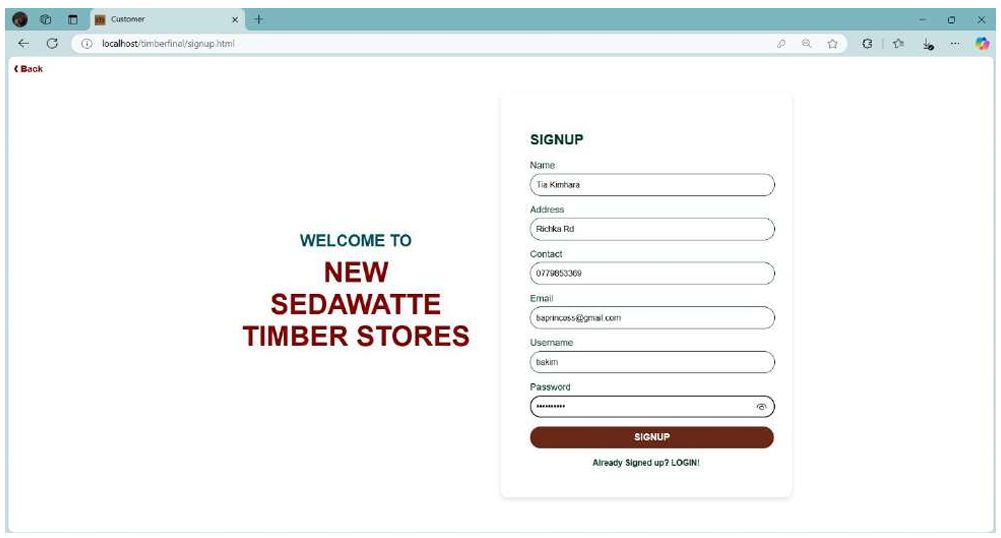 Customer
localhost/timberfinal/signup.html
Back
WELCOME TO
NEW
SEDAWATTE
TIMBER STORES
SIGNUP
Name
Tia Kimhara
Address
Richka Rd
Contact
0779853369
Email
tiaprincoss@gmail.com
Username
tiakim
Password
SIGNUP
Already Signed up? LOGIN!